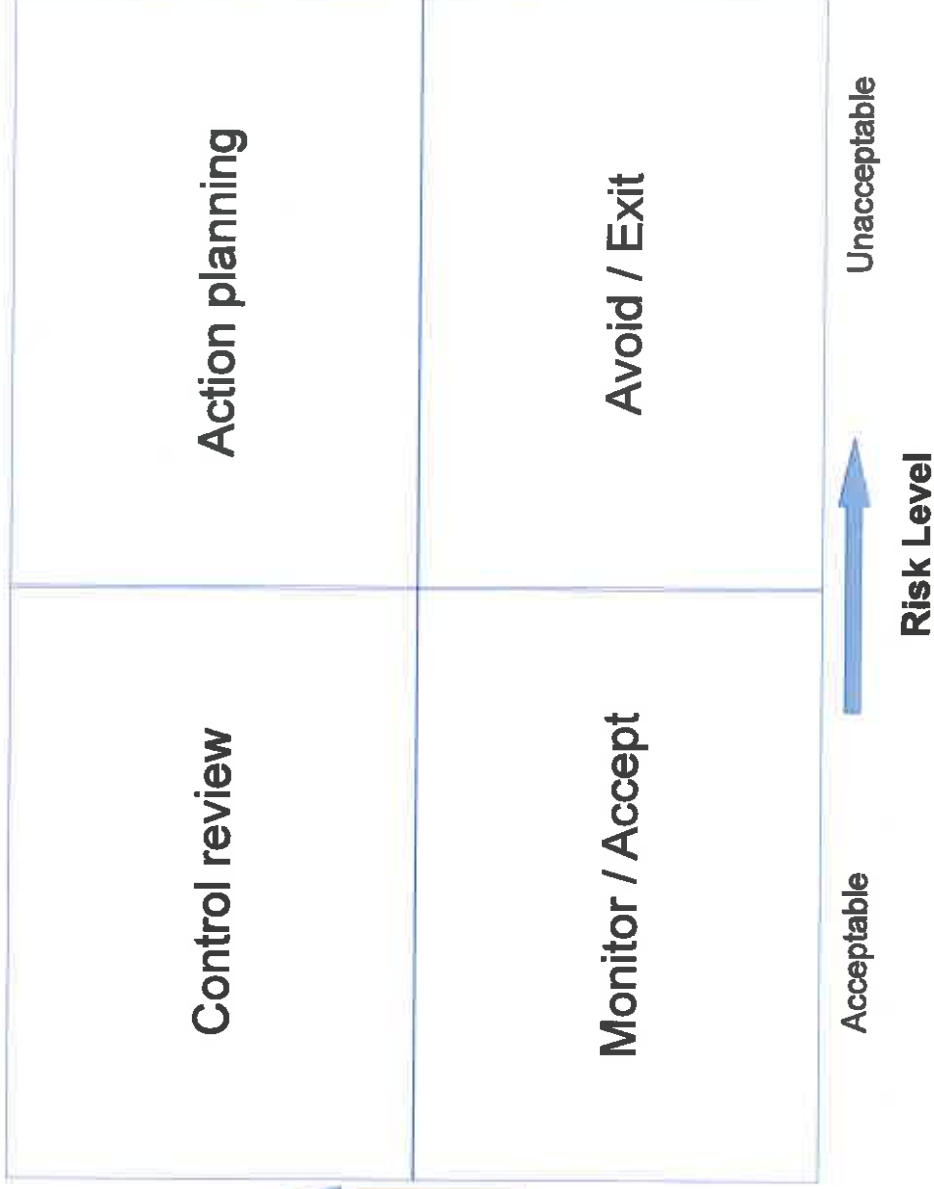 Control review
Action planning
Monitor / Accept
Avoid / Exit
Acceptable
Unacceptable
Risk Level